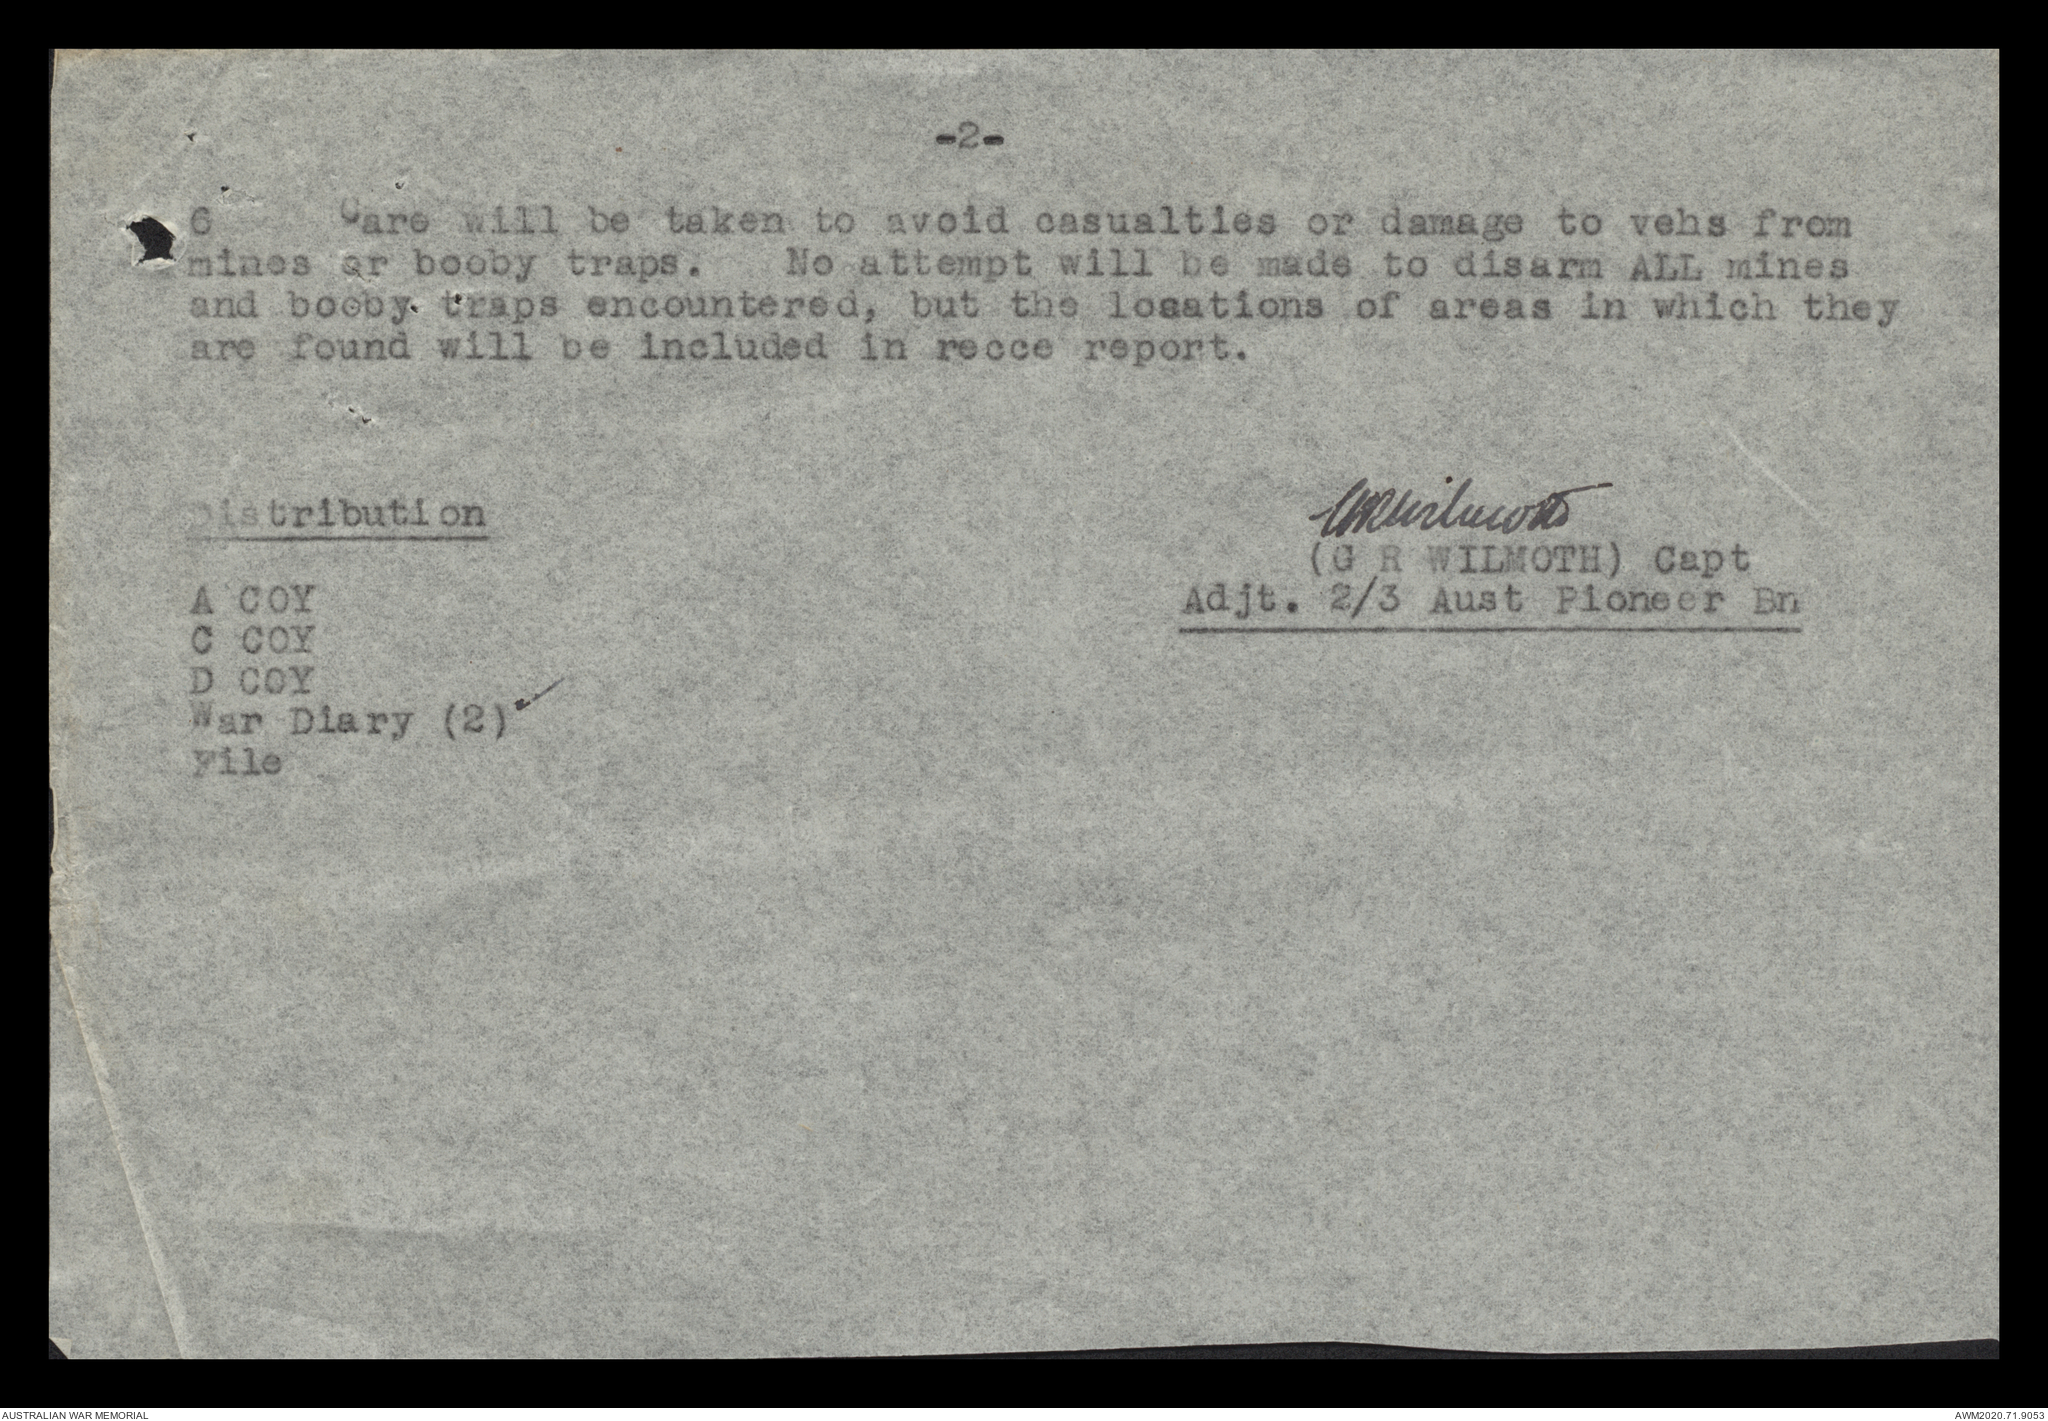 -2-
6 Care will be taken to avoid casualties or damage to vehs from
mines or booby traps. No attempt will be made to disarm ALL mines
and booby traps encountered, but the losations of areas in which they
are found will be included in recce report.
Distribution
GRWilmoth
(G R WILMOTH) Capt
Adjt. 2/3 Aust Pioneer Bn
A COY
C COY
D COY
War Diary (2)
File
AUSTRALIAN WAR MEMORIAL
AWM2020.71.9053